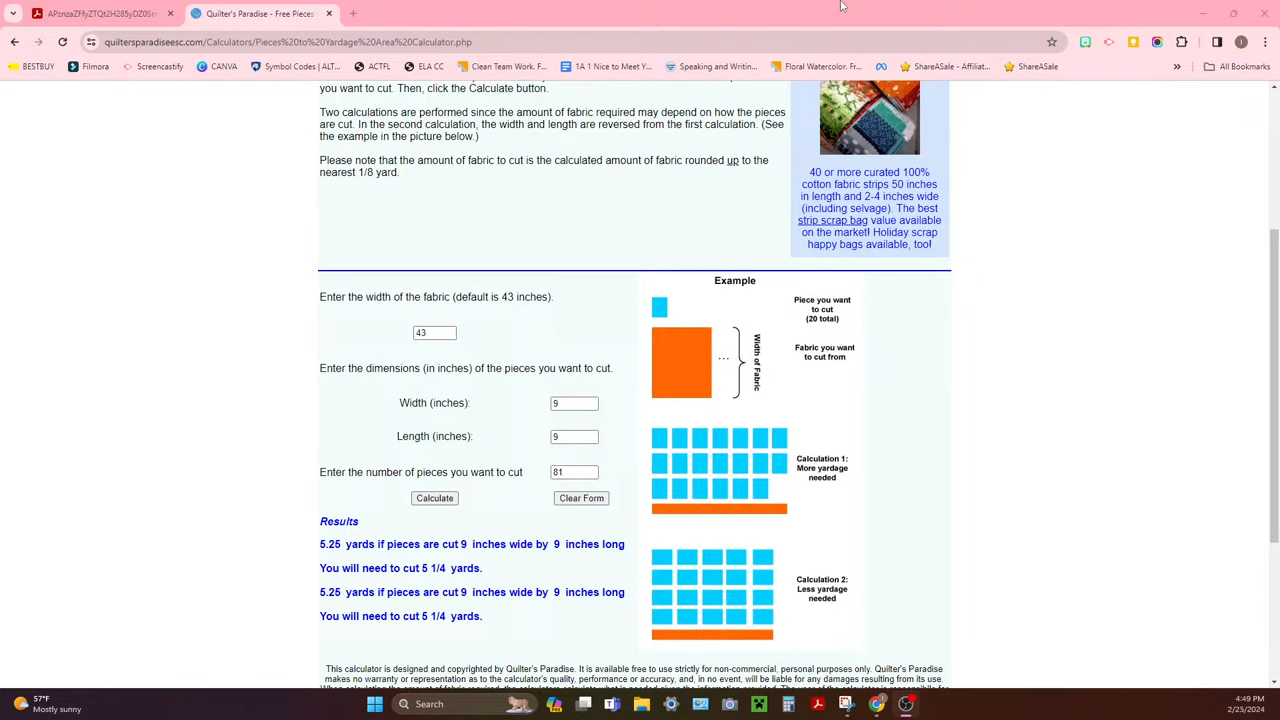 APznzaZFfyZTQt2H285yDZ0Sm
Quilter's Paradise - Free Pieces
quiltersparadiseesc.com/Calculators/Pieces%20to%20Yardage%20Area%20Calculator.php
BESTBUY
Filmora
Screencastify
CANVA
Symbol Codes | ALT...
ACTFL
ELA CC
Clean Team Work. F...
1A 1 Nice to Meet Y...
Speaking and Writin...
Floral Watercolor. Fr...
ShareASale - Affiliat...
ShareASale
»
All Bookmarks
you want to cut. Then, click the Calculate button.
Two calculations are performed since the amount of fabric required may depend on how the pieces
are cut. In the second calculation, the width and length are reversed from the first calculation. (See
the example in the picture below.)
Please note that the amount of fabric to cut is the calculated amount of fabric rounded up to the
nearest 1/8 yard.
40 or more curated 100%
cotton fabric strips 50 inches
in length and 2-4 inches wide
(including selvage). The best
strip scrap bag value available
on the market! Holiday scrap
happy bags available, too!
Enter the width of the fabric (default is 43 inches).
43
Enter the dimensions (in inches) of the pieces you want to cut.
Width (inches):
9
Length (inches):
9
Enter the number of pieces you want to cut
81
Calculate
Clear Form
Results
5.25 yards if pieces are cut 9 inches wide by 9 inches long
You will need to cut 5 1/4 yards.
5.25 yards if pieces are cut 9 inches wide by 9 inches long
You will need to cut 5 1/4 yards.
Example
Piece you want
to cut
(20 total)
Fabric you want
to cut from
...
Width of Fabric
Calculation 1:
More yardage
needed
Calculation 2:
Less yardage
needed
This calculator is designed and copyrighted by Quilter's Paradise. It is available free to use strictly for non-commercial, personal purposes only. Quilter's Paradise
makes no warranty or representation as to the calculator's quality, performance or accuracy, and, in no event, will be liable for any damages resulting from its use.
57°F
Mostly sunny
Search
4:49 PM
2/25/2024